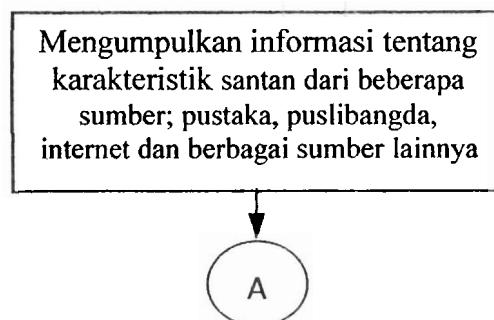 Mengumpulkan informasi tentang
karakteristik santan dari beberapa
sumber; pustaka, puslibangda,
internet dan berbagai sumber lainnya
A